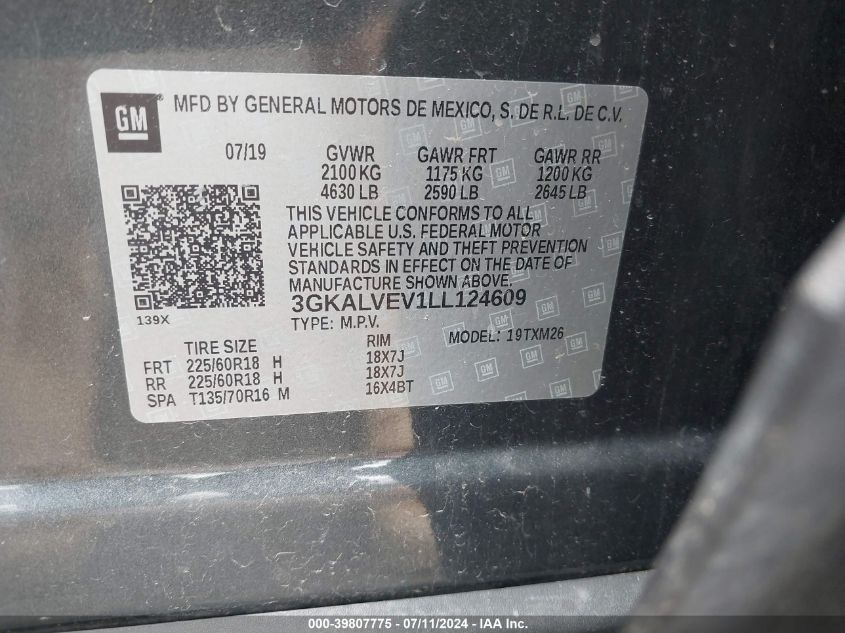 GM
MFD BY GENERAL MOTORS DE MEXICO, S. DE R.L. DE C.V.
07/19 GVWR GAWR FRT GAWR RR
2100 KG 1175 KG 1200 KG
4630 LB 2590 LB 2645 LB
THIS VEHICLE CONFORMS TO ALL
APPLICABLE U.S. FEDERAL MOTOR
VEHICLE SAFETY AND THEFT PREVENTION
STANDARDS IN EFFECT ON THE DATE OF
MANUFACTURE SHOWN ABOVE.
139X
3GKALVEV1LL124609
TYPE: M.P.V. MODEL: 19TXM26
TIRE SIZE RIM
FRT 225/60R18 H 18X7J
RR 225/60R18 H 18X7J
SPA T135/70R16 M 16X4BT
000-39807775 - 07/11/2024 - IAA Inc.